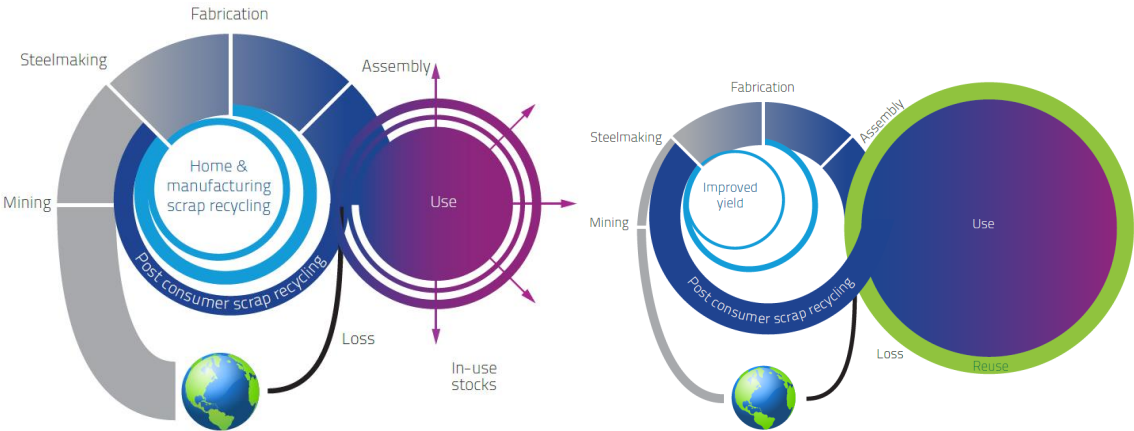 Fabrication
Steelmaking
Assembly
Home &
manufacturing
scrap recycling
Use
Mining
Post consumer scrap recycling
Loss
In-use
stocks
Fabrication
Assembly
Steelmaking
Improved
yield
Mining
Use
Post consumer scrap recycling
Loss
Reuse